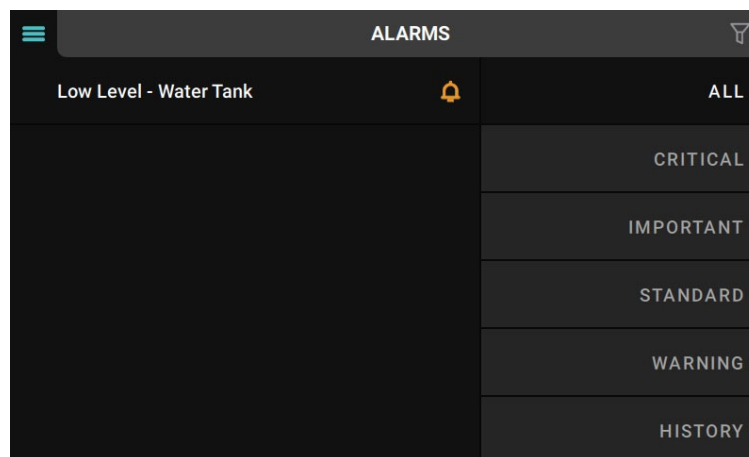 ALARMS
Low Level - Water Tank
ALL
CRITICAL
IMPORTANT
STANDARD
WARNING
HISTORY